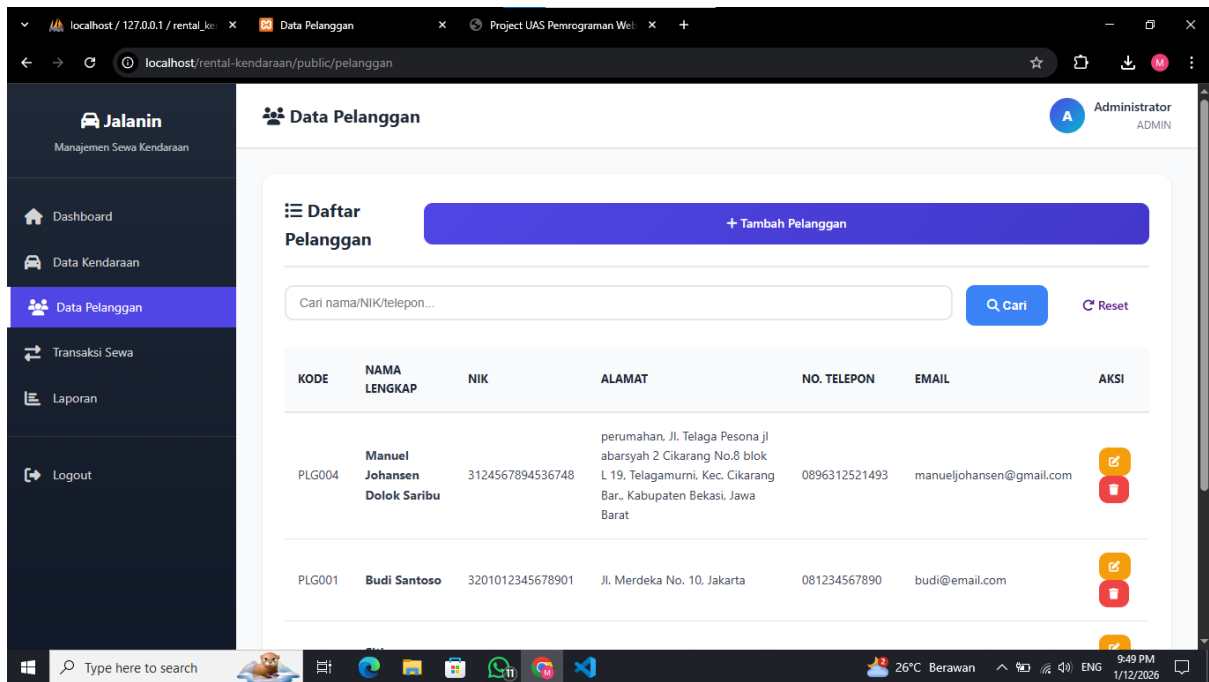 localhost / 127.0.0.1 / rental_ke
Data Pelanggan
Project UAS Pemrograman Web
localhost/rental-kendaraan/public/pelanggan
M
Jalanin
Manajemen Sewa Kendaraan
Dashboard
Data Kendaraan
Data Pelanggan
Transaksi Sewa
Laporan
Logout
Data Pelanggan
A
Administrator
ADMIN
Daftar
Pelanggan
+ Tambah Pelanggan
Cari nama/NIK/telepon...
Cari
Reset
KODE NAMA LENGKAP NIK ALAMAT NO. TELEPON EMAIL AKSI
PLG004
Manuel
Johansen
Dolok Saribu
3124567894536748
perumahan, Jl. Telaga Pesona jl
abarsyah 2 Cikarang No.8 blok
L 19, Telagamurni, Kec. Cikarang
Bar., Kabupaten Bekasi, Jawa
Barat
0896312521493
manueljohansen@gmail.com
PLG001 Budi Santoso 3201012345678901 Jl. Merdeka No. 10, Jakarta 081234567890 budi@email.com
Type here to search
11
2
26°C Berawan
ENG
9:49 PM
1/12/2026